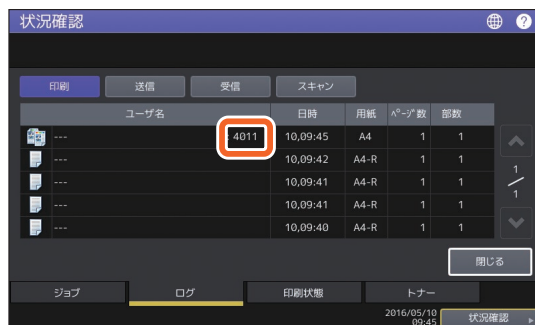 状況確認
印刷 送信 受信 スキャン
ユーザ名 日時 用紙 ページ数 部数
--- : 4011 10,09:45 A4 1 1
--- 10,09:42 A4-R 1 1
--- 10,09:41 A4-R 1 1
--- 10,09:41 A4-R 1 1
--- 10,09:40 A4-R 1 1
1
1
閉じる
ジョブ ログ 印刷状態 トナー
2016/05/10
09:45
状況確認